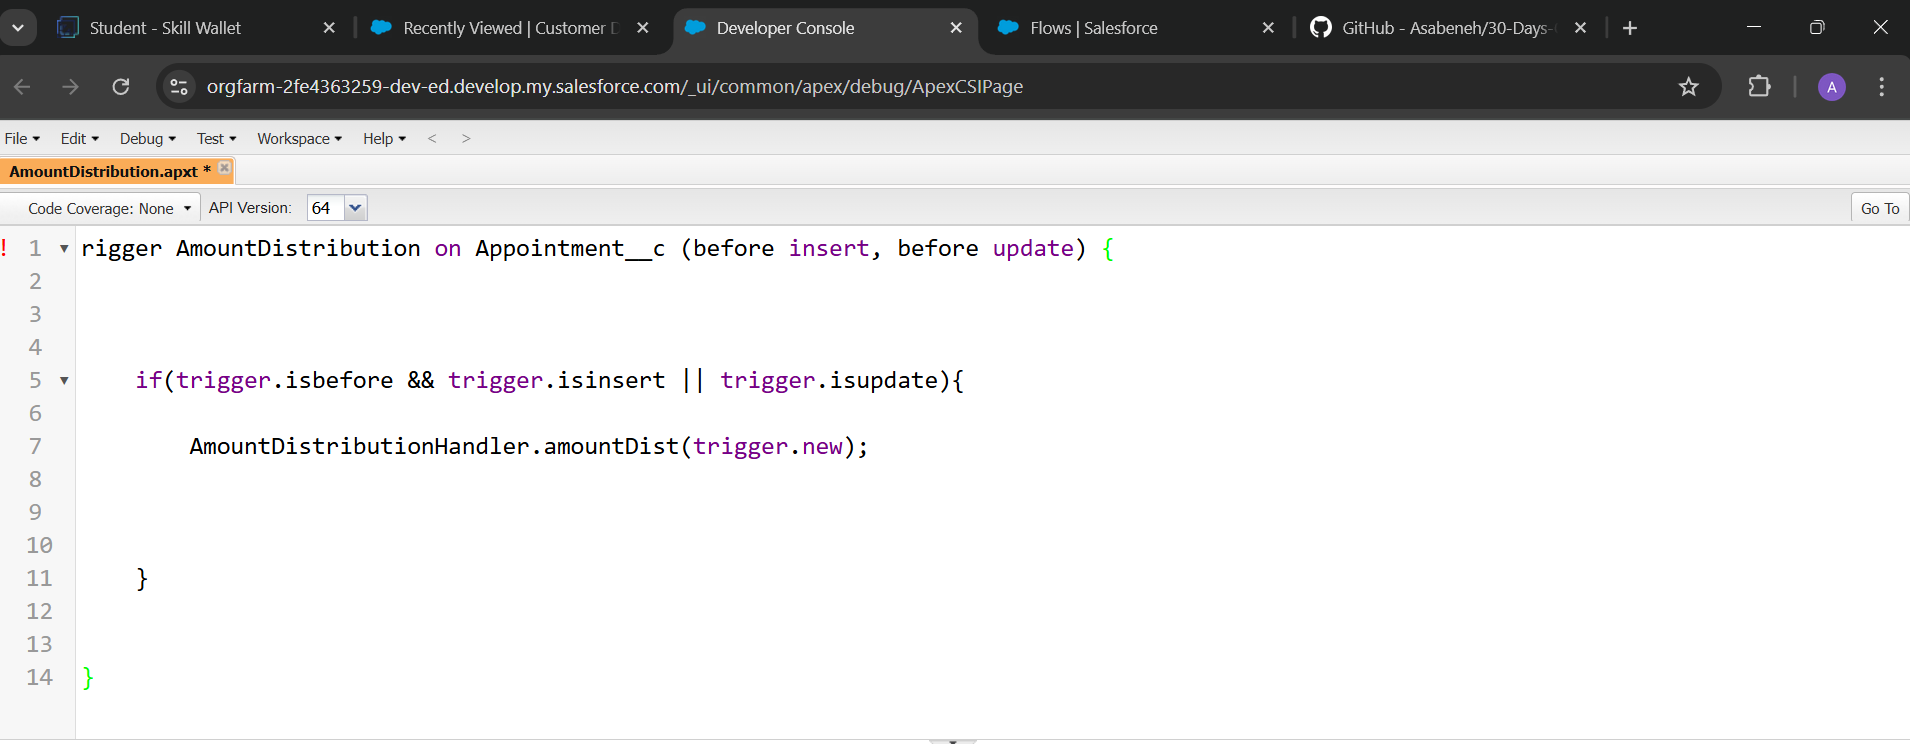 Student - Skill Wallet
Recently Viewed | Customer
Developer Console
Flows | Salesforce
GitHub - Asabeneh/30-Days-
orgfarm-2fe4363259-dev-ed.develop.my.salesforce.com/_ui/common/apex/debug/ApexCSIPage
A
File Edit Debug Test Workspace Help < >
AmountDistribution.apxt *
Code Coverage: None API Version: 64 Go To
! 1 rigger AmountDistribution on Appointment__c (before insert, before update) {
2
3
4
5 if(trigger.isbefore && trigger.isinsert || trigger.isupdate){
6
7 AmountDistributionHandler.amountDist(trigger.new);
8
9
10
11 }
12
13
14 }